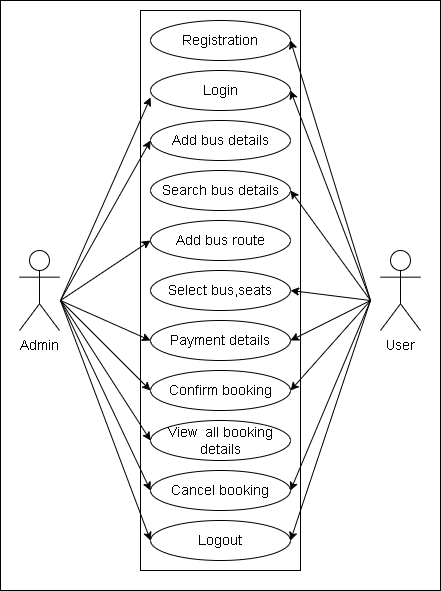 Registration
Login
Add bus details
Search bus details
Add bus route
Select bus,seats
Admin
User
Payment details
Confirm booking
View  all booking
details
Cancel booking
Logout